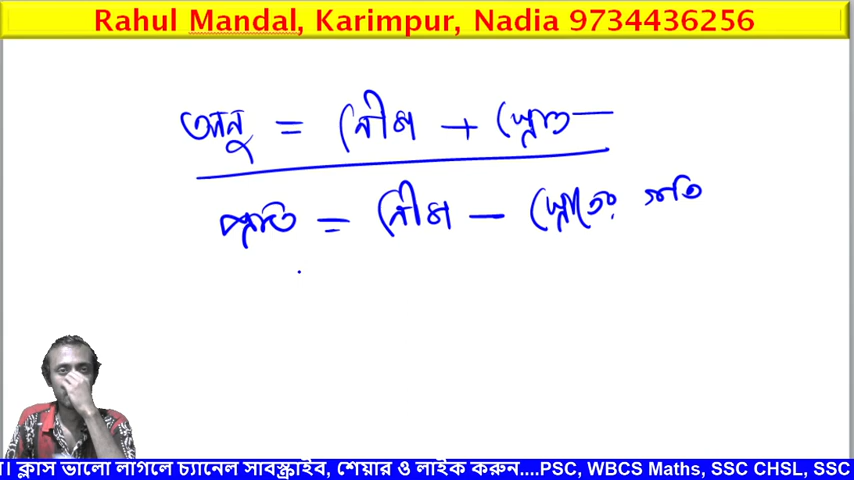 Rahul Mandal, Karimpur, Nadia 9734436256
অনু = নৌকা + স্রোত
প্রতি = নৌকা - স্রোতের গতি
। ক্লাস ভালো লাগলে চ্যানেল সাবস্ক্রাইব, শেয়ার ও লাইক করুন....PSC, WBCS Maths, SSC CHSL, SSC